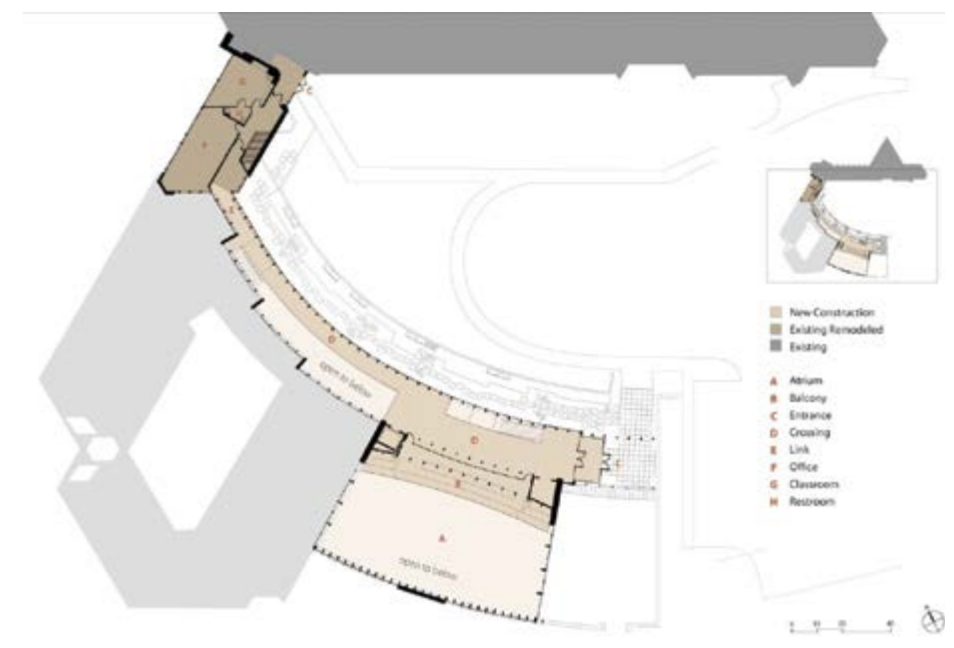 C
G
H
F
E
D
open to below
D
C
B
A
open to below
New Construction
Existing Remodeled
Existing
A Atrium
B Balcony
C Entrance
D Crossing
E Link
F Office
G Classroom
H Restroom